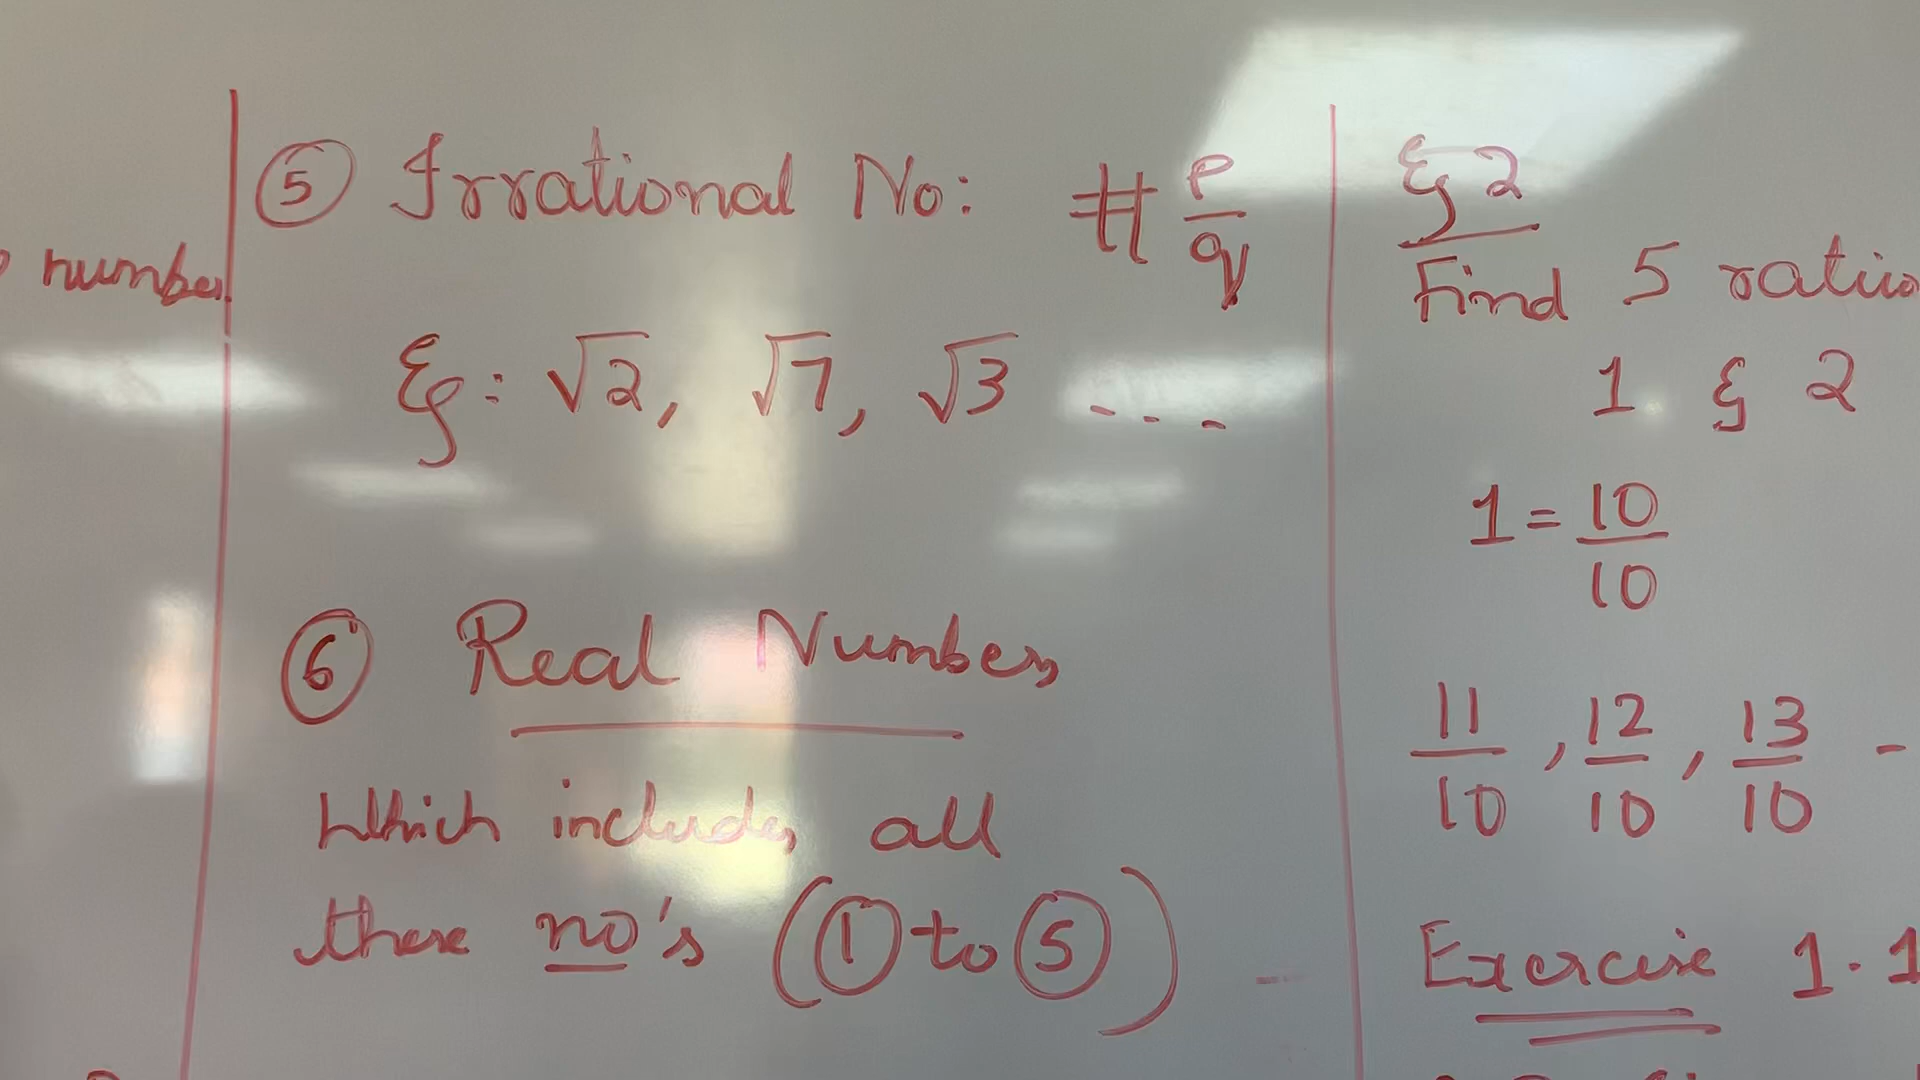 number
⑤ Irrational No: ≠ p/q
Eg: √2, √7, √3 ----
⑥ Real Numbers
Which includes all
these no's (① to ⑤)
Eg 2
Find 5
1 & 2
1 = 10/10
11/10, 12/10, 13/10 -
Exercise 1.1